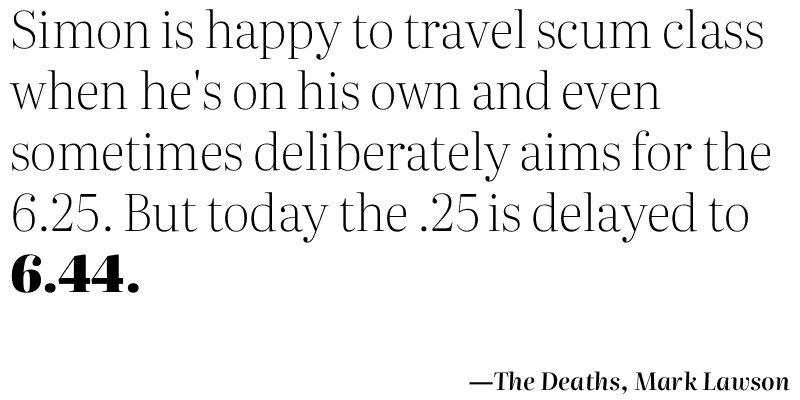 Simon is happy to travel scum class
when he's on his own and even
sometimes deliberately aims for the
6.25. But today the .25 is delayed to
6.44.
—The Deaths, Mark Lawson